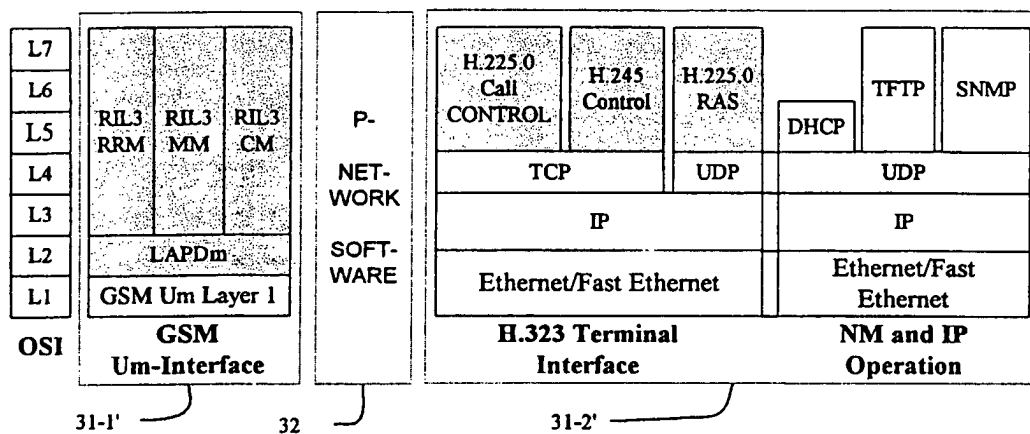 L7
L6
L5
L4
L3
L2
L1
OSI
RIL3
RRM
RIL3
MM
RIL3
CM
LAPDm
GSM Um Layer 1
GSM
Um-Interface
31-1'
P-
NET-
WORK
SOFT-
WARE
32
H.225.0
Call
CONTROL
H.245
Control
H.225.0
RAS
TCP
UDP
IP
Ethernet/Fast Ethernet
H.323 Terminal
Interface
DHCP
TFTP
SNMP
UDP
IP
Ethernet/Fast
Ethernet
NM and IP
Operation
31-2'